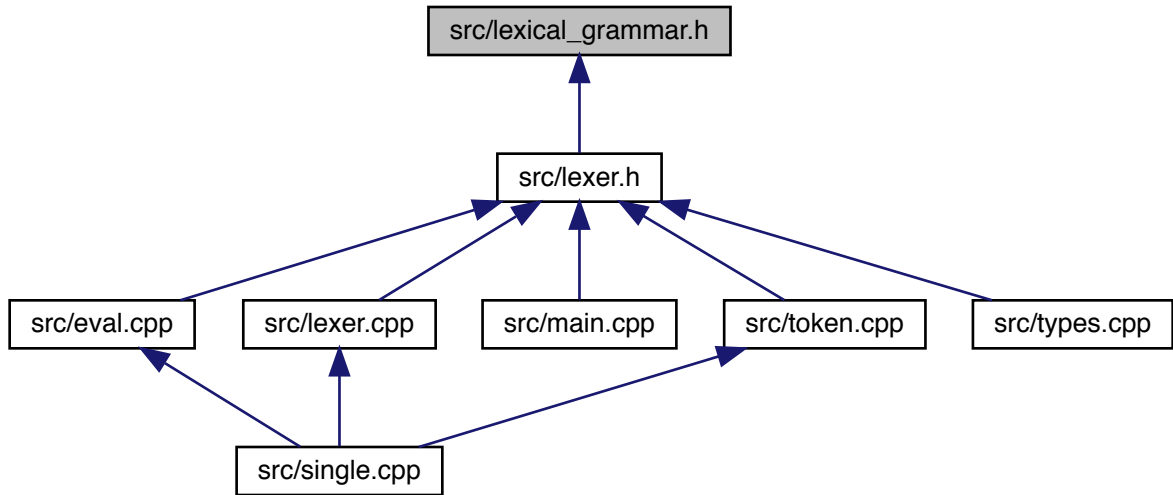 src/lexical_grammar.h
src/lexer.h
src/eval.cpp
src/lexer.cpp
src/main.cpp
src/token.cpp
src/types.cpp
src/single.cpp